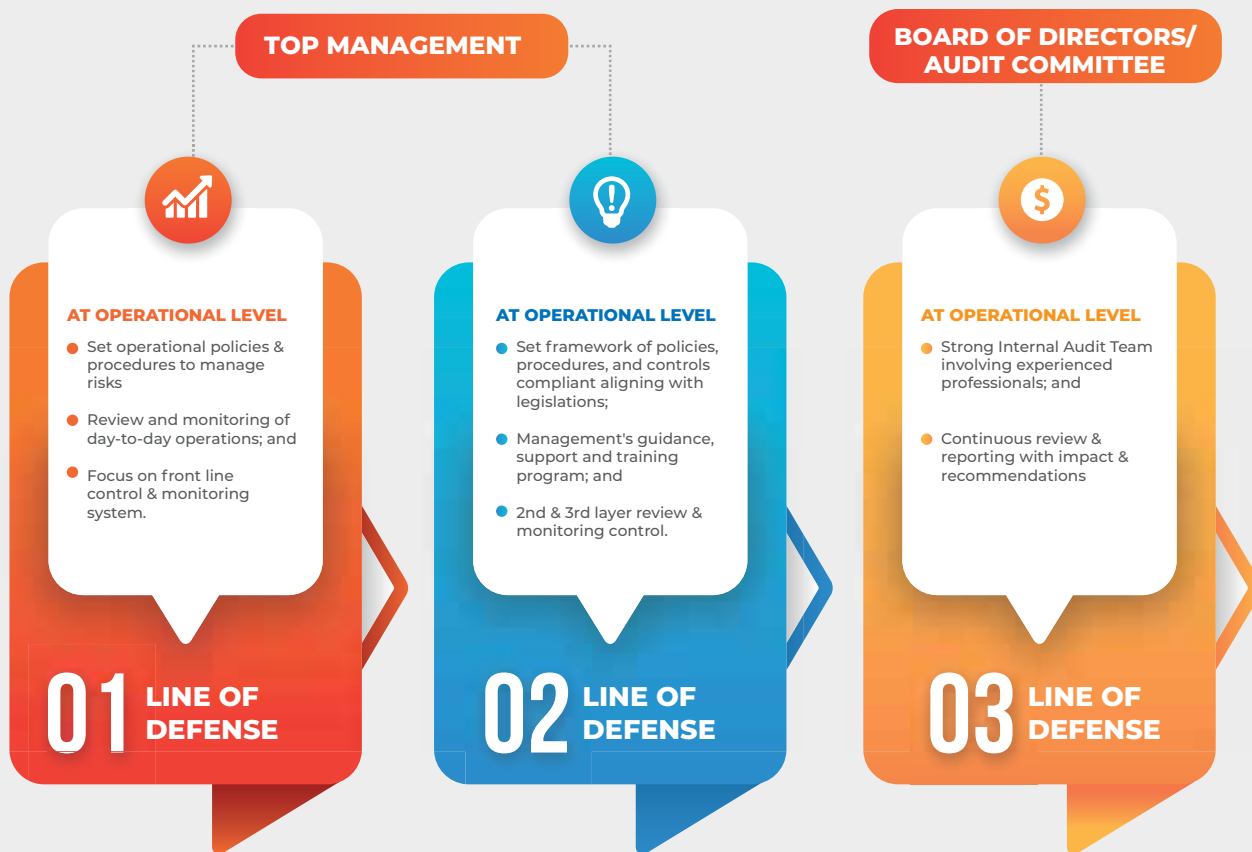 TOP MANAGEMENT
BOARD OF DIRECTORS/
AUDIT COMMITTEE
AT OPERATIONAL LEVEL
Set operational policies &
procedures to manage
risks
Review and monitoring of
day-to-day operations; and
Focus on front line
control & monitoring
system.
01 LINE OF
DEFENSE
AT OPERATIONAL LEVEL
Set framework of policies,
procedures, and controls
compliant aligning with
legislations;
Management's guidance,
support and training
program; and
2nd & 3rd layer review &
monitoring control.
02 LINE OF
DEFENSE
AT OPERATIONAL LEVEL
Strong Internal Audit Team
involving experienced
professionals; and
Continuous review &
reporting with impact &
recommendations
03 LINE OF
DEFENSE